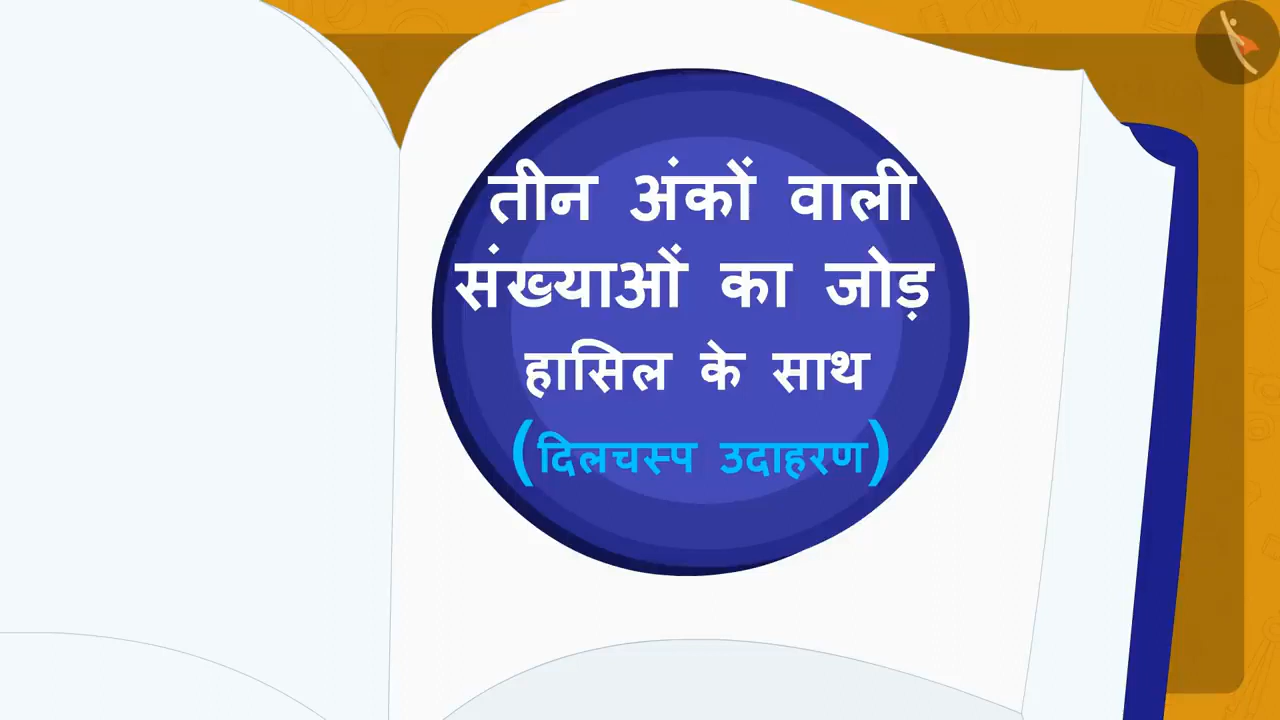 तीन अंकों वाली
संख्याओं का जोड़
हासिल के साथ
(दिलचस्प उदाहरण)